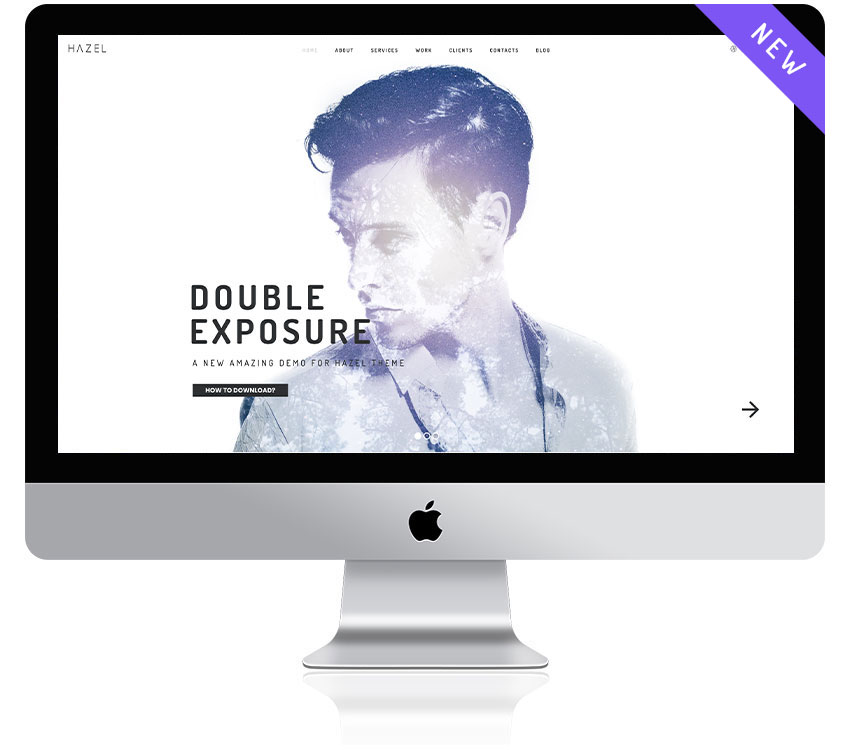 NEW
HAZEL
HOME ABOUT SERVICES WORK CLIENTS CONTACTS BLOG
DOUBLE
EXPOSURE
A NEW AMAZING DEMO FOR HAZEL THEME
HOW TO DOWNLOAD?